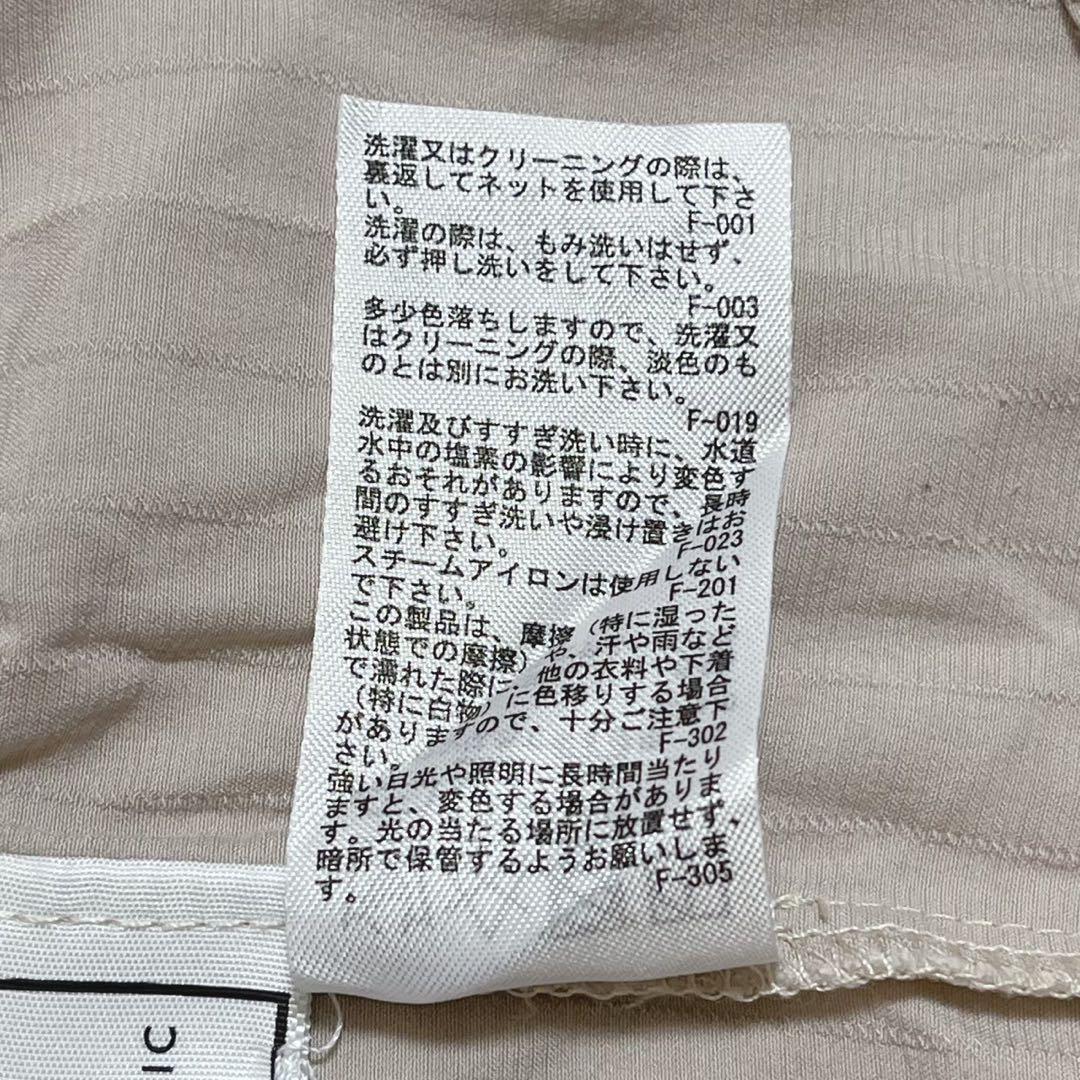 洗濯又はクリーニングの際は、
裏返してネットを使用して下さ
い。 F-001
洗濯の際は、もみ洗いはせず、
必ず押し洗いをして下さい。
F-003
多少色落ちしますので、洗濯又
はクリーニングの際、淡色のも
のとは別にお洗い下さい。
F-019
洗濯及びすすぎ洗い時に、水道
水中の塩素の影響により変色す
るおそれがありますので、長時
間のすすぎ洗いや浸け置きはお
避け下さい。 F-023
スチームアイロンは使用しない
で下さい。 F-201
この製品は、摩擦(特に湿った
状態での摩擦)や、汗や雨など
で濡れた際に、他の衣料や下着
(特に白物)に色移りする場合
がありますので、十分ご注意下
さい。 F-302
強い日光や照明に長時間当たり
ますと、変色する場合がありま
す。光の当たる場所に放置せず、
暗所で保管するようお願いしま
す。 F-305
IC